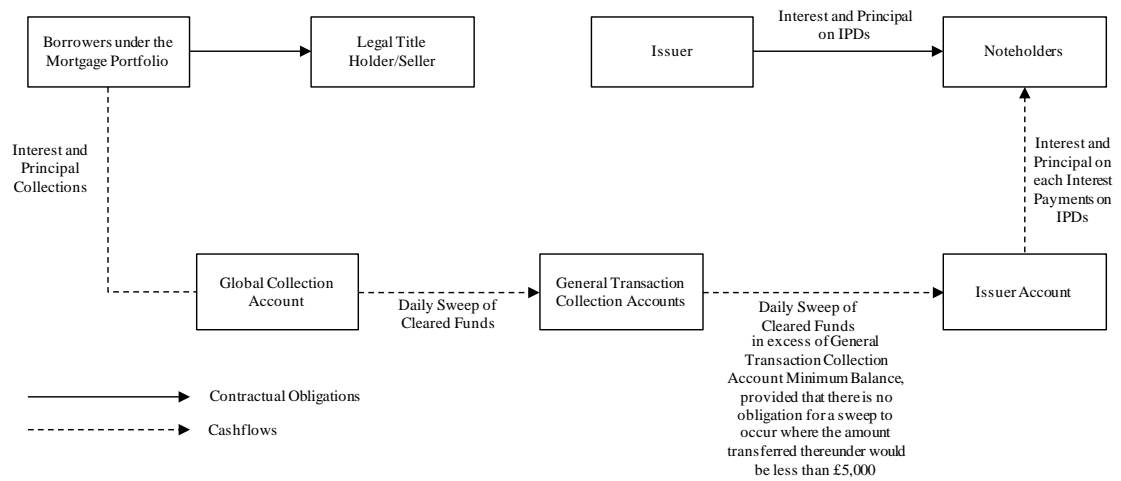 Borrowers under the
Mortgage Portfolio
Legal Title
Holder/Seller
Issuer
Interest and Principal
on IPDs
Noteholders
Interest and
Principal
Collections
Interest and
Principal on
each Interest
Payments on
IPDs
Global Collection
Account
Daily Sweep of
Cleared Funds
General Transaction
Collection Accounts
Daily Sweep of
Cleared Funds
in excess of General
Transaction Collection
Account Minimum Balance,
provided that there is no
obligation for a sweep to
occur where the amount
transferred thereunder would
be less than £5,000
Issuer Account
Contractual Obligations
Cashflows